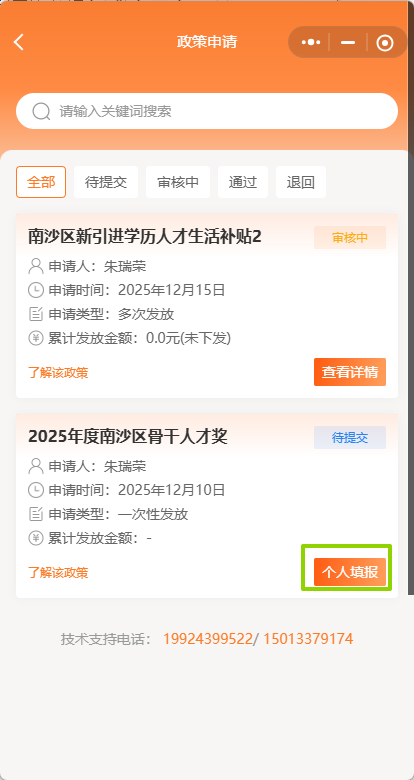 政策申请
请输入关键词搜索
全部 待提交 审核中 通过 退回
南沙区新引进学历人才生活补贴2 审核中
申请人：朱瑞荣
申请时间：2025年12月15日
申请类型：多次发放
累计发放金额：0.0元(未下发)
了解该政策 查看详情
2025年度南沙区骨干人才奖 待提交
申请人：朱瑞荣
申请时间：2025年12月10日
申请类型：一次性发放
累计发放金额：-
了解该政策 个人填报
技术支持电话： 19924399522/ 15013379174